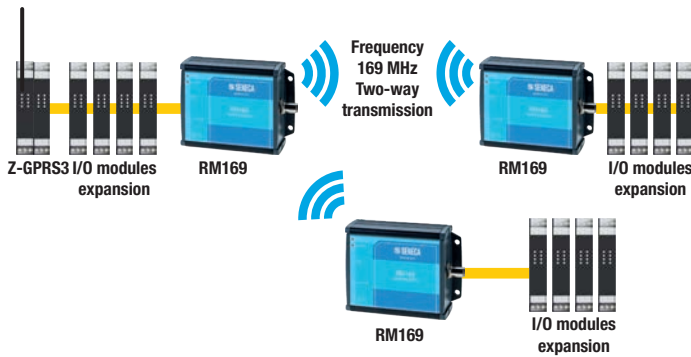 Frequency
169 MHz
Two-way
transmission
SENECA
SENECA
Z-GPRS3 I/O modules
expansion
RM169
RM169
I/O modules
expansion
SENECA
RM169
I/O modules
expansion